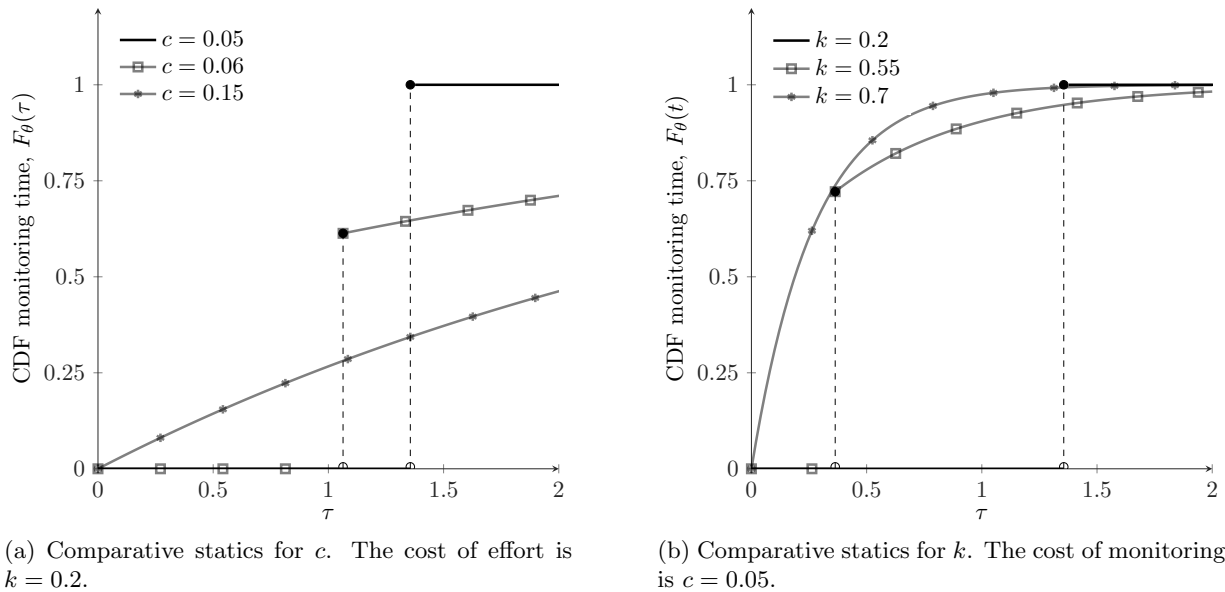 c = 0.05
c = 0.06
c = 0.15
1
0.75
0.5
0.25
0
0
0.5
1
1.5
2
τ
CDF monitoring time, F_θ(τ)
(a) Comparative statics for c. The cost of effort is
k = 0.2.
k = 0.2
k = 0.55
k = 0.7
1
0.75
0.5
0.25
0
0
0.5
1
1.5
2
τ
CDF monitoring time, F_θ(t)
(b) Comparative statics for k. The cost of monitoring
is c = 0.05.